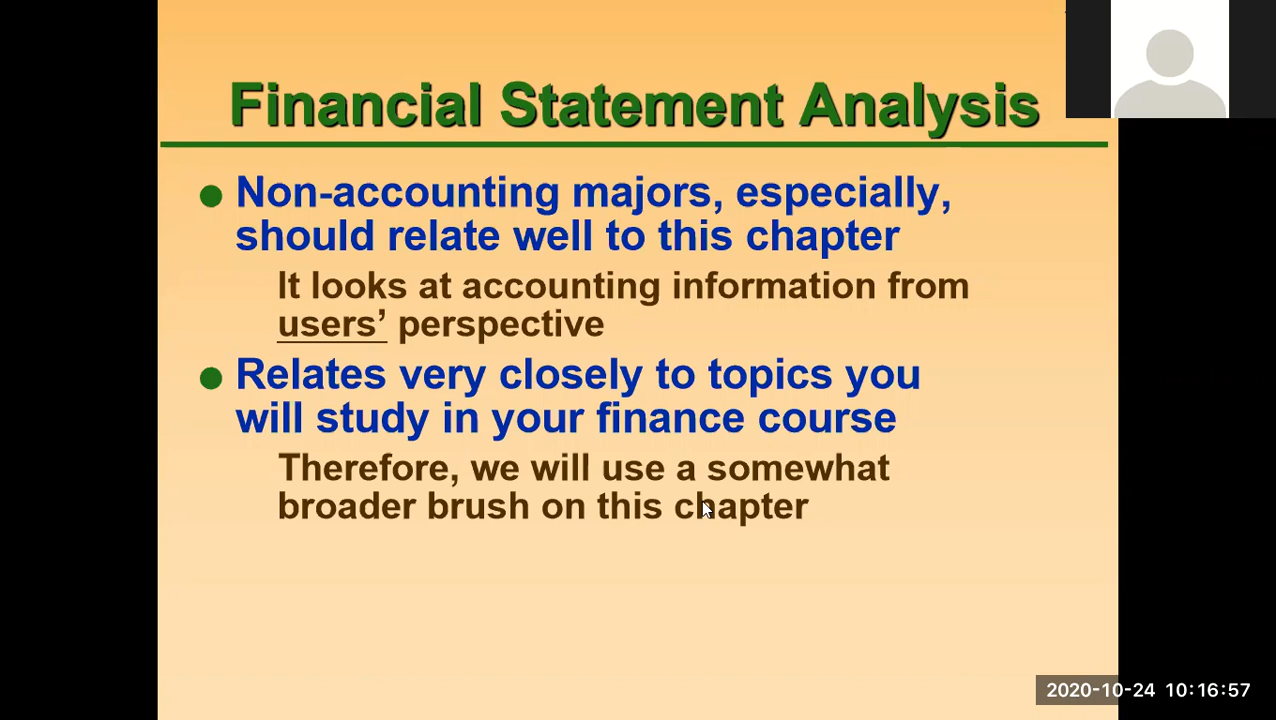 Financial Statement Analysis
Non-accounting majors, especially,
should relate well to this chapter
It looks at accounting information from
users’ perspective
Relates very closely to topics you
will study in your finance course
Therefore, we will use a somewhat
broader brush on this chapter
2020-10-24 10:16:57